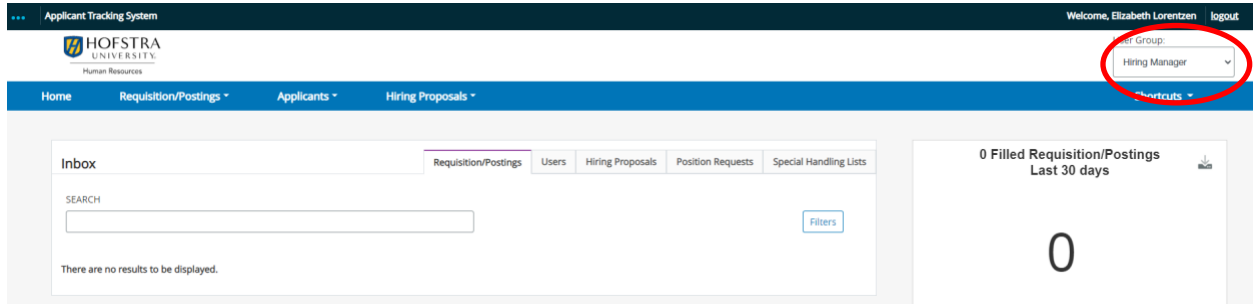 Applicant Tracking System
Welcome, Elizabeth Lorentzen logout
HOFSTRA
UNIVERSITY.
Human Resources
User Group:
Hiring Manager
Home Requisition/Postings Applicants Hiring Proposals Shortcuts
Inbox
Requisition/Postings Users Hiring Proposals Position Requests Special Handling Lists
SEARCH
Filters
There are no results to be displayed.
0 Filled Requisition/Postings
Last 30 days
0